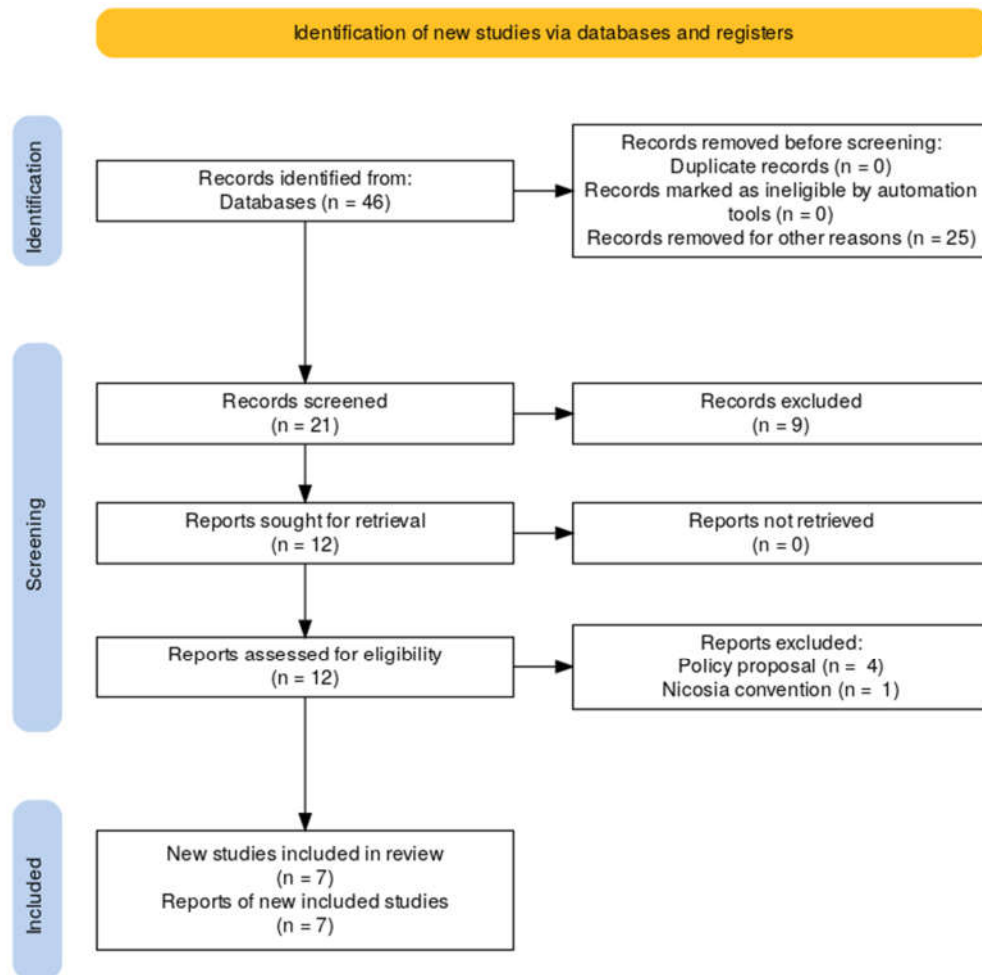 Identification of new studies via databases and registers
Identification
Records identified from:
Databases (n = 46)
Records removed before screening:
Duplicate records (n = 0)
Records marked as ineligible by automation
tools (n = 0)
Records removed for other reasons (n = 25)
Screening
Records screened
(n = 21)
Records excluded
(n = 9)
Reports sought for retrieval
(n = 12)
Reports not retrieved
(n = 0)
Reports assessed for eligibility
(n = 12)
Reports excluded:
Policy proposal (n = 4)
Nicosia convention (n = 1)
Included
New studies included in review
(n = 7)
Reports of new included studies
(n = 7)